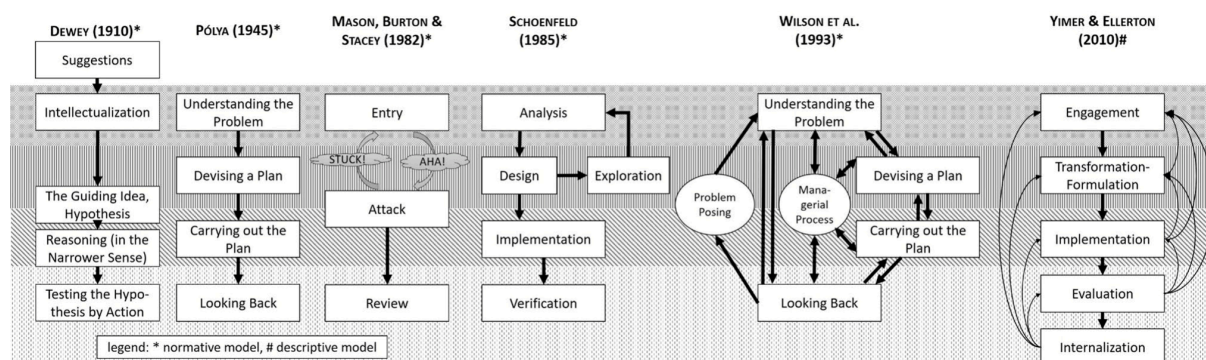 DEWEY (1910)*
Suggestions
Intellectualization
The Guiding Idea,
Hypothesis
Reasoning (in the
Narrower Sense)
Testing the Hypo-
thesis by Action
PÓLYA (1945)*
Understanding the
Problem
Devising a Plan
Carrying out the
Plan
Looking Back
MASON, BURTON &
STACEY (1982)*
Entry
STUCK!
AHA!
Attack
Review
SCHOENFELD
(1985)*
Analysis
Design
Exploration
Implementation
Verification
WILSON ET AL.
(1993)*
Understanding the
Problem
Problem
Posing
Mana-
gerial
Process
Devising a Plan
Carrying out the
Plan
Looking Back
YIMER & ELLERTON
(2010)#
Engagement
Transformation-
Formulation
Implementation
Evaluation
Internalization
legend: * normative model, # descriptive model